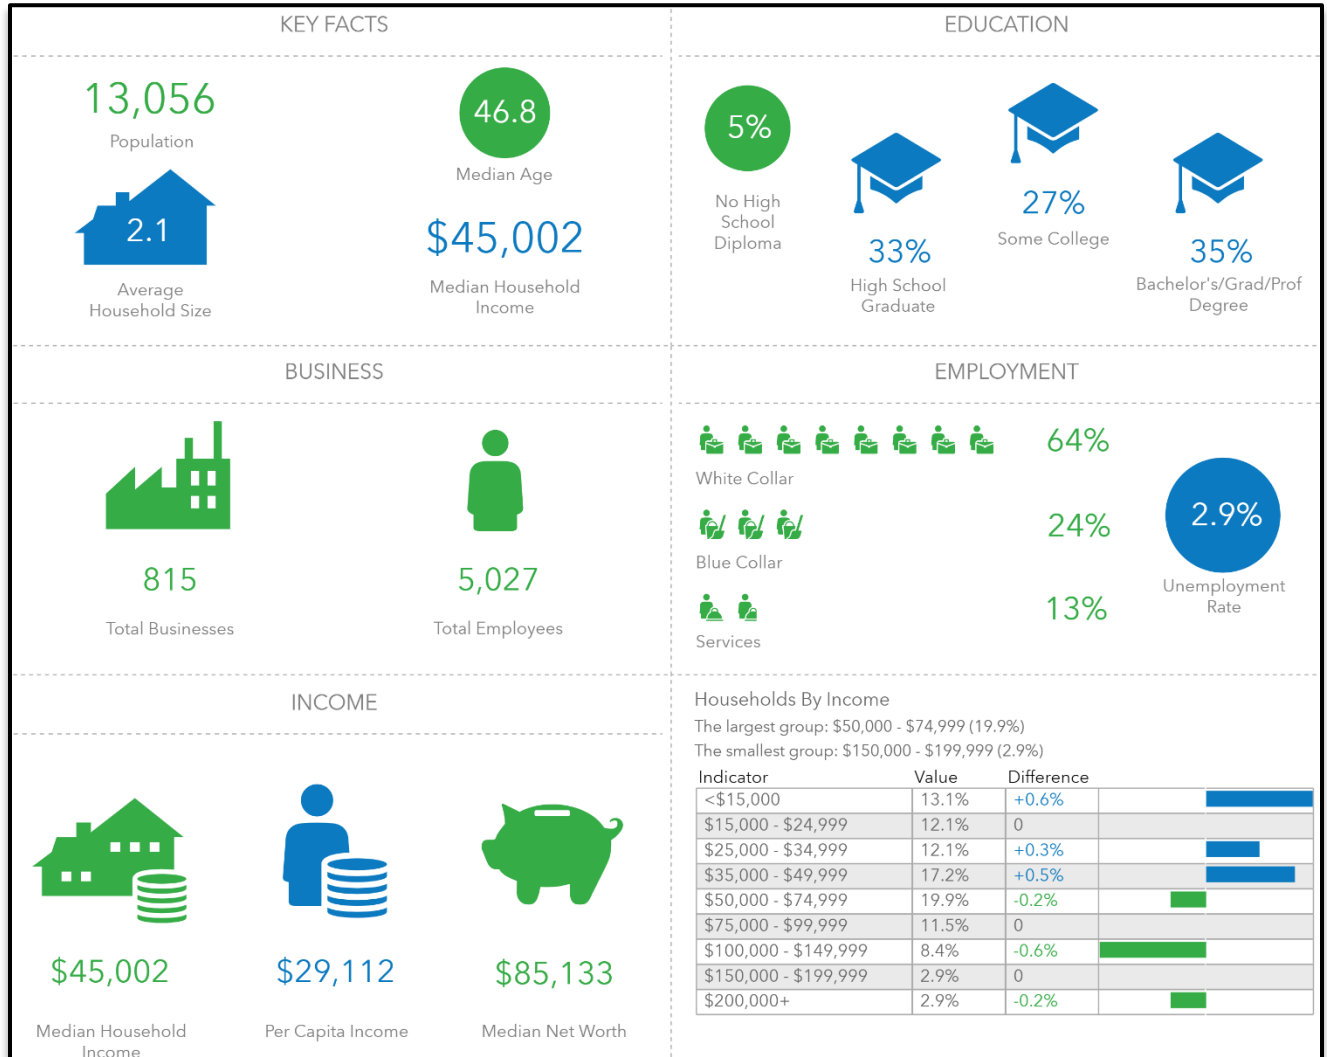 KEY FACTS
13,056
Population
46.8
Median Age
2.1
Average
Household Size
$45,002
Median Household
Income
EDUCATION
5%
No High
School
Diploma
33%
High School
Graduate
27%
Some College
35%
Bachelor's/Grad/Prof
Degree
BUSINESS
815
Total Businesses
5,027
Total Employees
EMPLOYMENT
64%
White Collar
24%
Blue Collar
13%
Services
2.9%
Unemployment
Rate
INCOME
$45,002
Median Household
Income
$29,112
Per Capita Income
$85,133
Median Net Worth
Households By Income
The largest group: $50,000 - $74,999 (19.9%)
The smallest group: $150,000 - $199,999 (2.9%)
Indicator Value Difference
<$15,000 13.1% +0.6%
$15,000 - $24,999 12.1% 0
$25,000 - $34,999 12.1% +0.3%
$35,000 - $49,999 17.2% +0.5%
$50,000 - $74,999 19.9% -0.2%
$75,000 - $99,999 11.5% 0
$100,000 - $149,999 8.4% -0.6%
$150,000 - $199,999 2.9% 0
$200,000+ 2.9% -0.2%